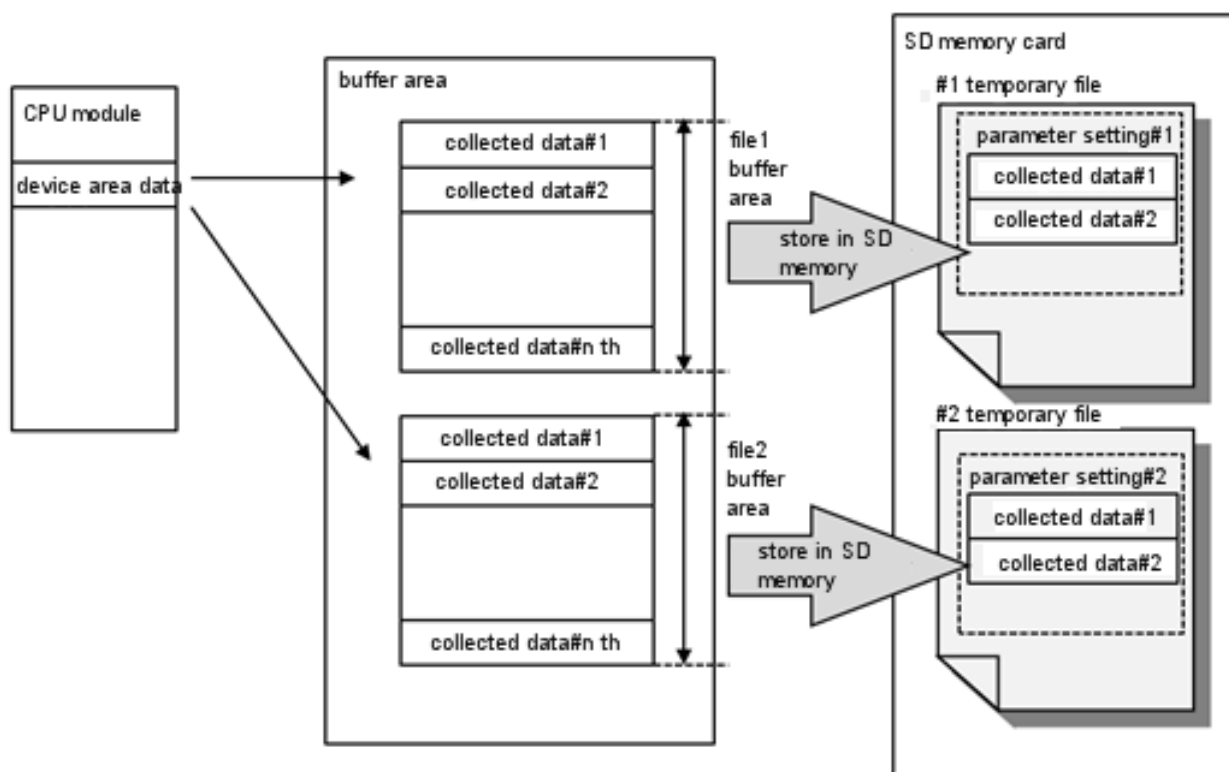 CPU module
device area data
buffer area
collected data#1
collected data#2
collected data#n th
file1
buffer
area
collected data#1
collected data#2
collected data#n th
file2
buffer
area
store in SD
memory
store in SD
memory
SD memory card
#1 temporary file
parameter setting#1
collected data#1
collected data#2
#2 temporary file
parameter setting#2
collected data#1
collected data#2